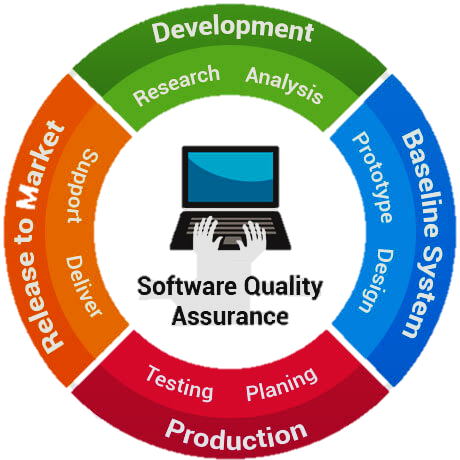 Development
Research Analysis
Baseline System
Prototype Design
Production
Testing Planing
Release to Market
Support
Deliver
Software Quality
Assurance